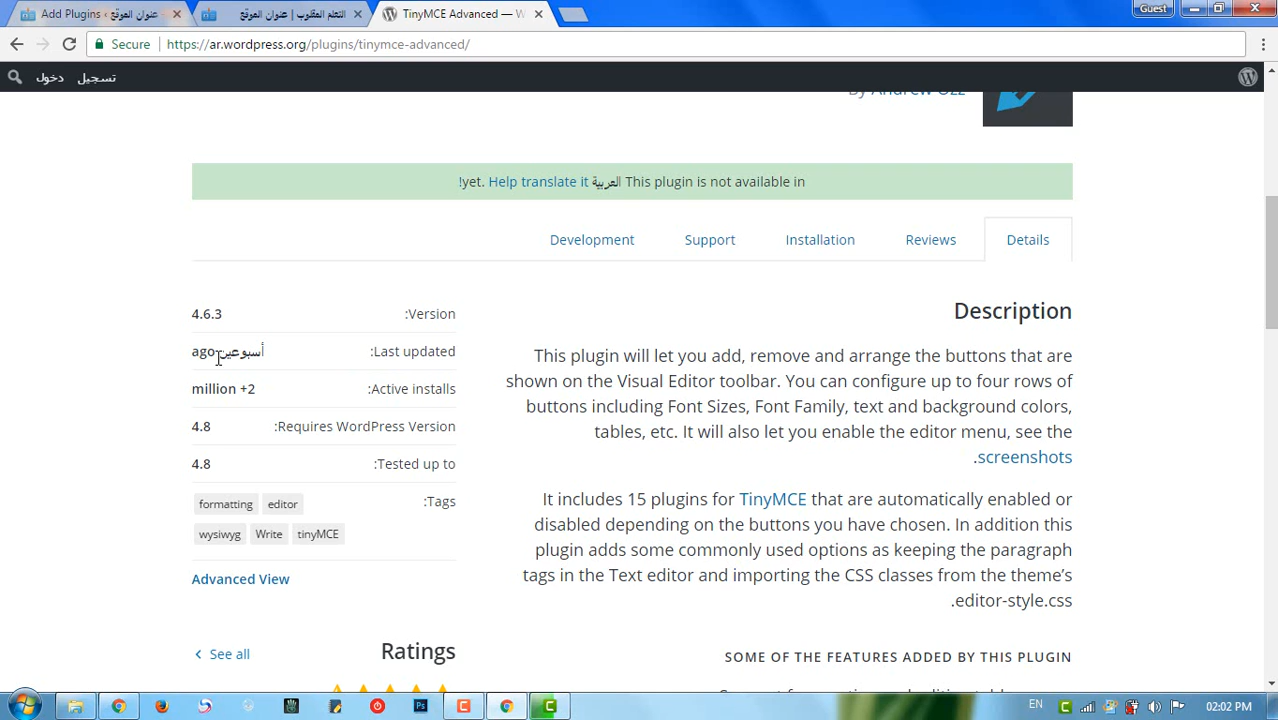 Add Plugins ‹ عنوان الموقع
التعلم المقلوب | عنوان الموقع
TinyMCE Advanced — W
Guest
Secure
https://ar.wordpress.org/plugins/tinymce-advanced/
تسجيل دخول
By Andrew Ozz
This plugin is not available in العربية yet. Help translate it!
Details
Reviews
Installation
Support
Development
Description
This plugin will let you add, remove and arrange the buttons that are
shown on the Visual Editor toolbar. You can configure up to four rows of
buttons including Font Sizes, Font Family, text and background colors,
tables, etc. It will also let you enable the editor menu, see the
screenshots.
It includes 15 plugins for TinyMCE that are automatically enabled or
disabled depending on the buttons you have chosen. In addition this
plugin adds some commonly used options as keeping the paragraph
tags in the Text editor and importing the CSS classes from the theme’s
editor-style.css.
SOME OF THE FEATURES ADDED BY THIS PLUGIN
Version: 4.6.3
Last updated: أسبوعين ago
Active installs: 2+ million
Requires WordPress Version: 4.8
Tested up to: 4.8
Tags:
editor formatting
tinyMCE Write wysiwyg
Advanced View
Ratings
See all
EN
02:02 PM